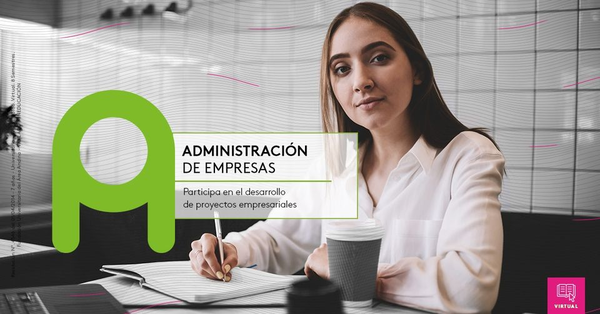 ADMINISTRACIÓN
DE EMPRESAS
Participa en el desarrollo
de proyectos empresariales
VIRTUAL